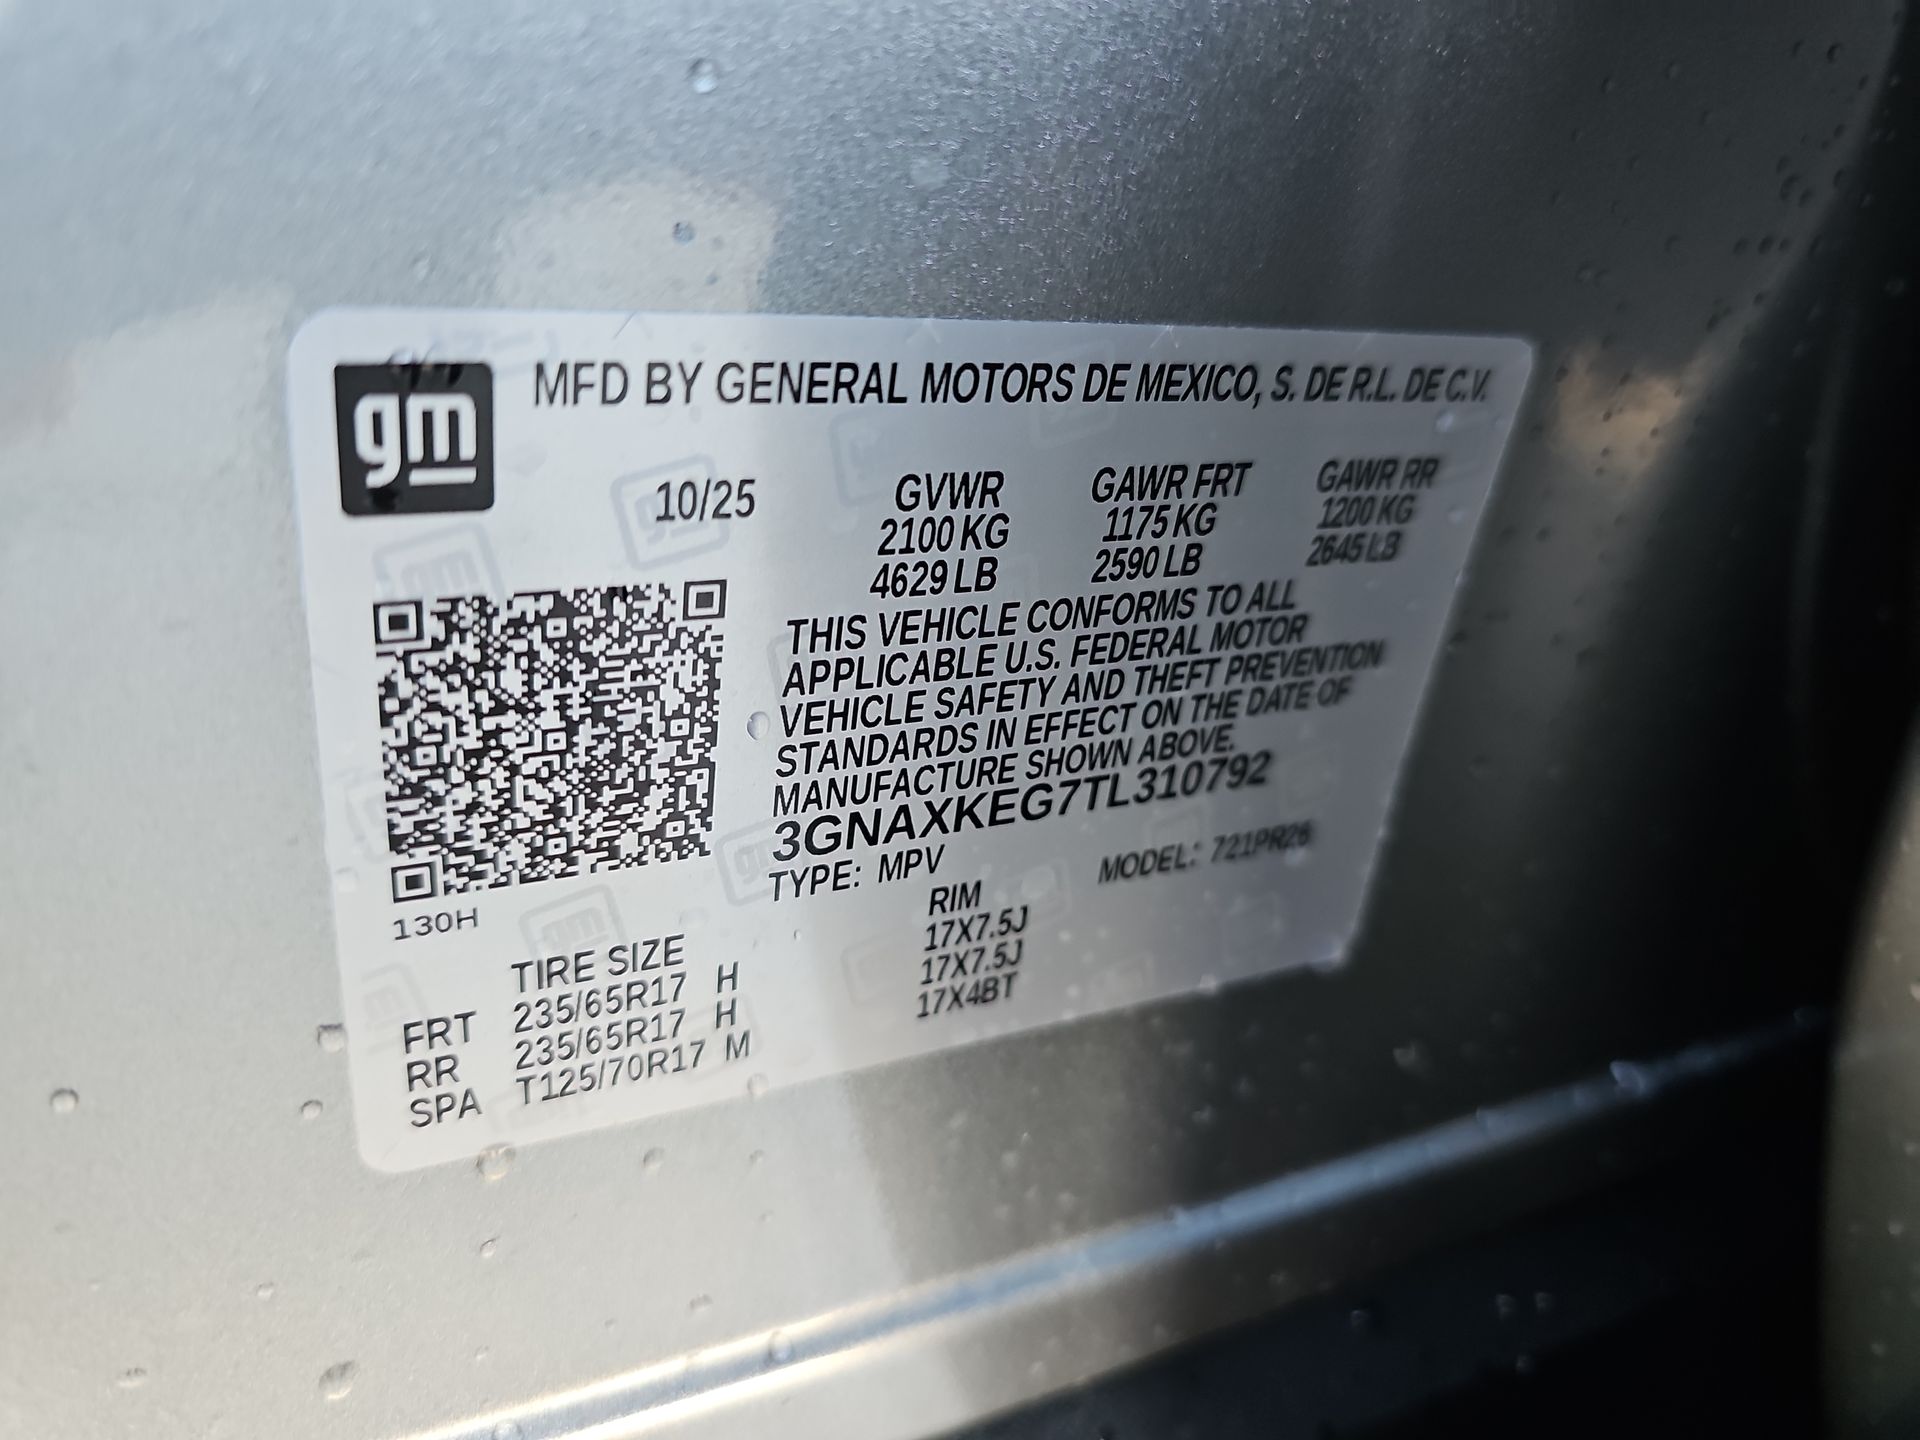 gm
MFD BY GENERAL MOTORS DE MEXICO, S. DE R.L. DE C.V.
10/25
GVWR GAWR FRT GAWR RR
2100 KG 1175 KG 1200 KG
4629 LB 2590 LB 2645 LB
THIS VEHICLE CONFORMS TO ALL
APPLICABLE U.S. FEDERAL MOTOR
VEHICLE SAFETY AND THEFT PREVENTION
STANDARDS IN EFFECT ON THE DATE OF
MANUFACTURE SHOWN ABOVE.
3GNAXKEG7TL310792
TYPE: MPV MODEL: 721PR26
130H
TIRE SIZE RIM
FRT 235/65R17 H 17X7.5J
RR 235/65R17 H 17X7.5J
SPA T125/70R17 M 17X4BT